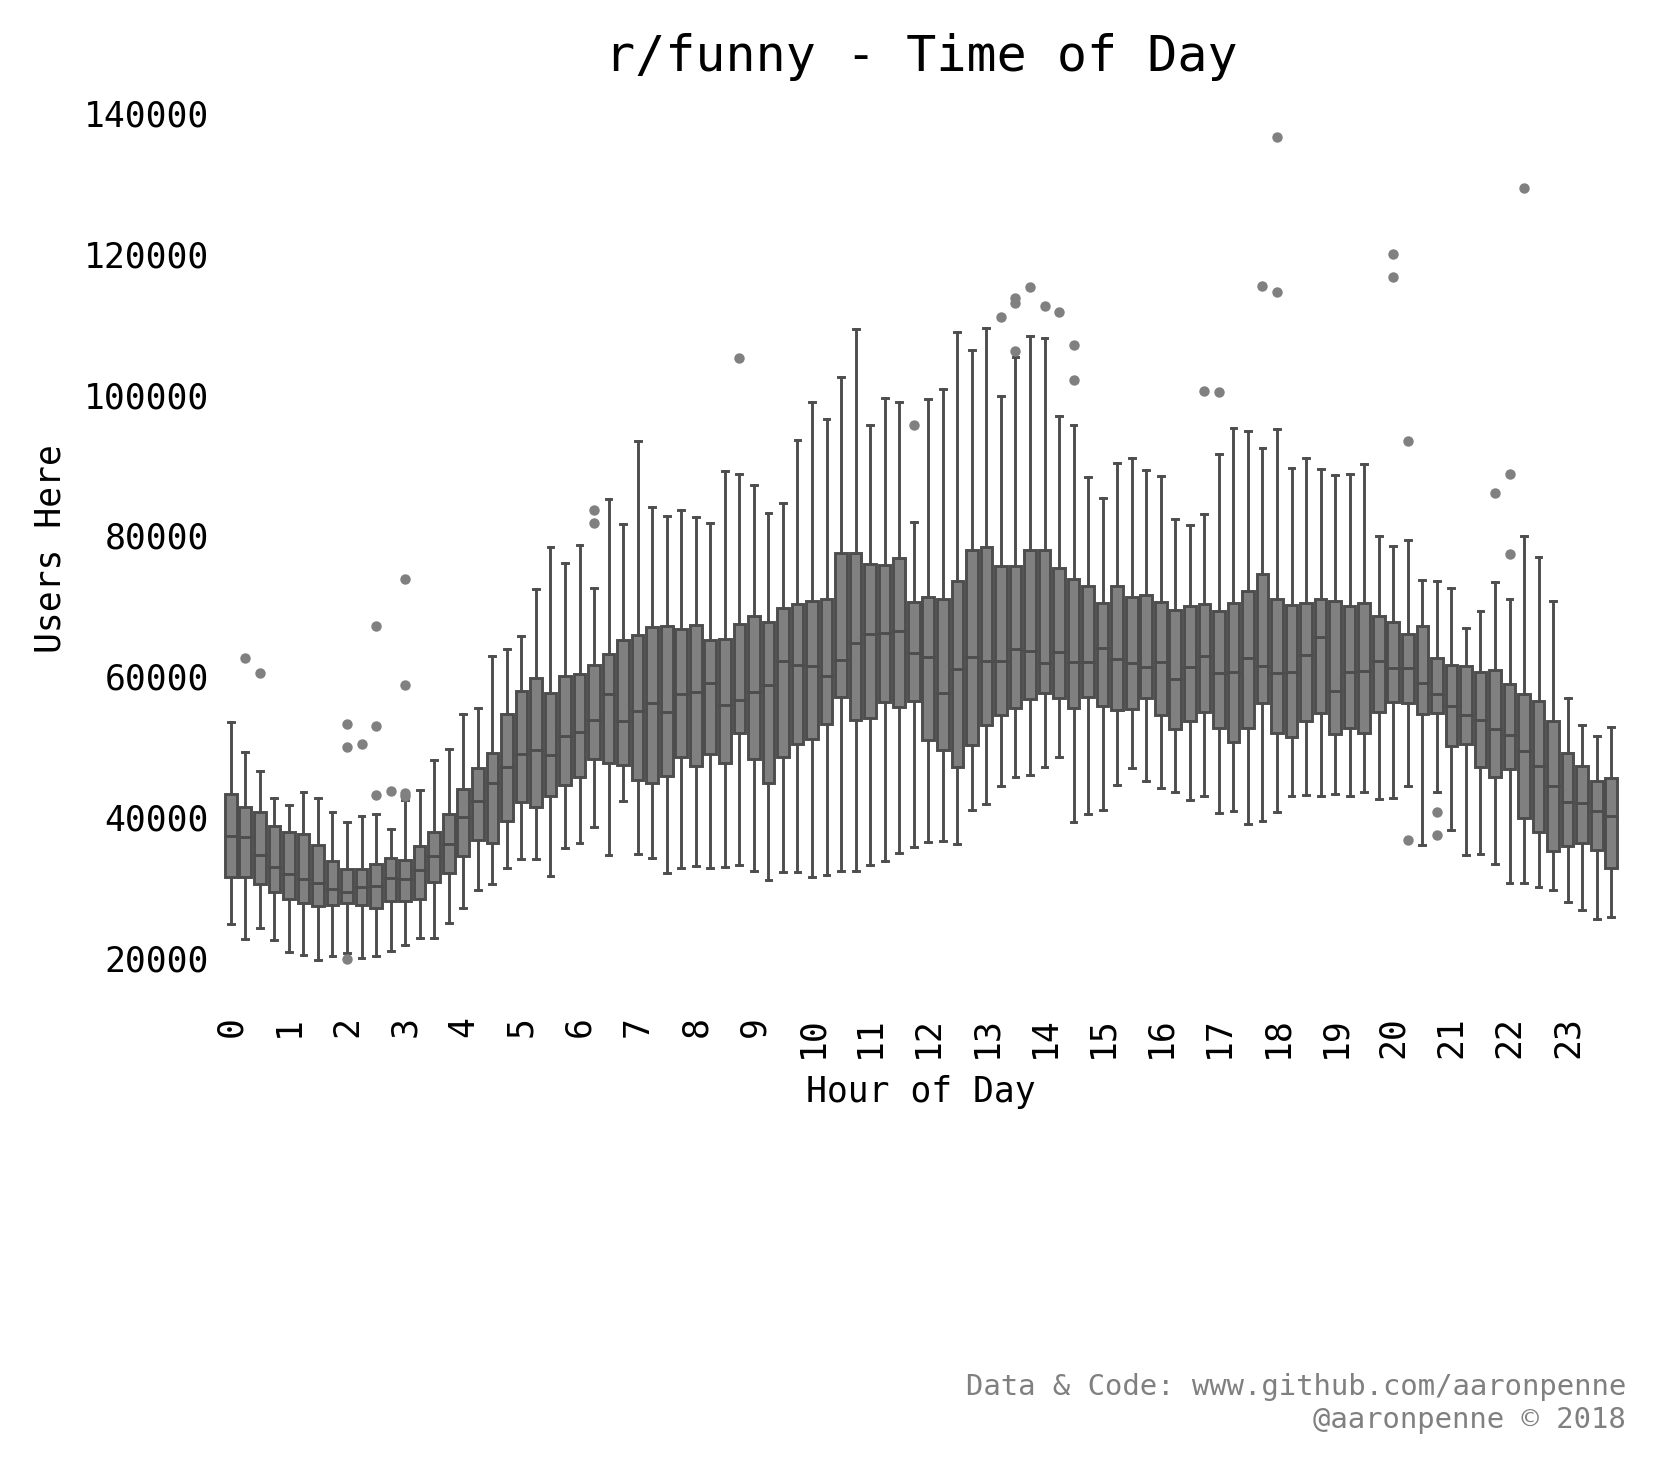 r/funny - Time of Day
140000
120000
100000
80000
60000
40000
20000
Users Here
0 1 2 3 4 5 6 7 8 9 10 11 12 13 14 15 16 17 18 19 20 21 22 23
Hour of Day
Data & Code: www.github.com/aaronpenne
@aaronpenne © 2018